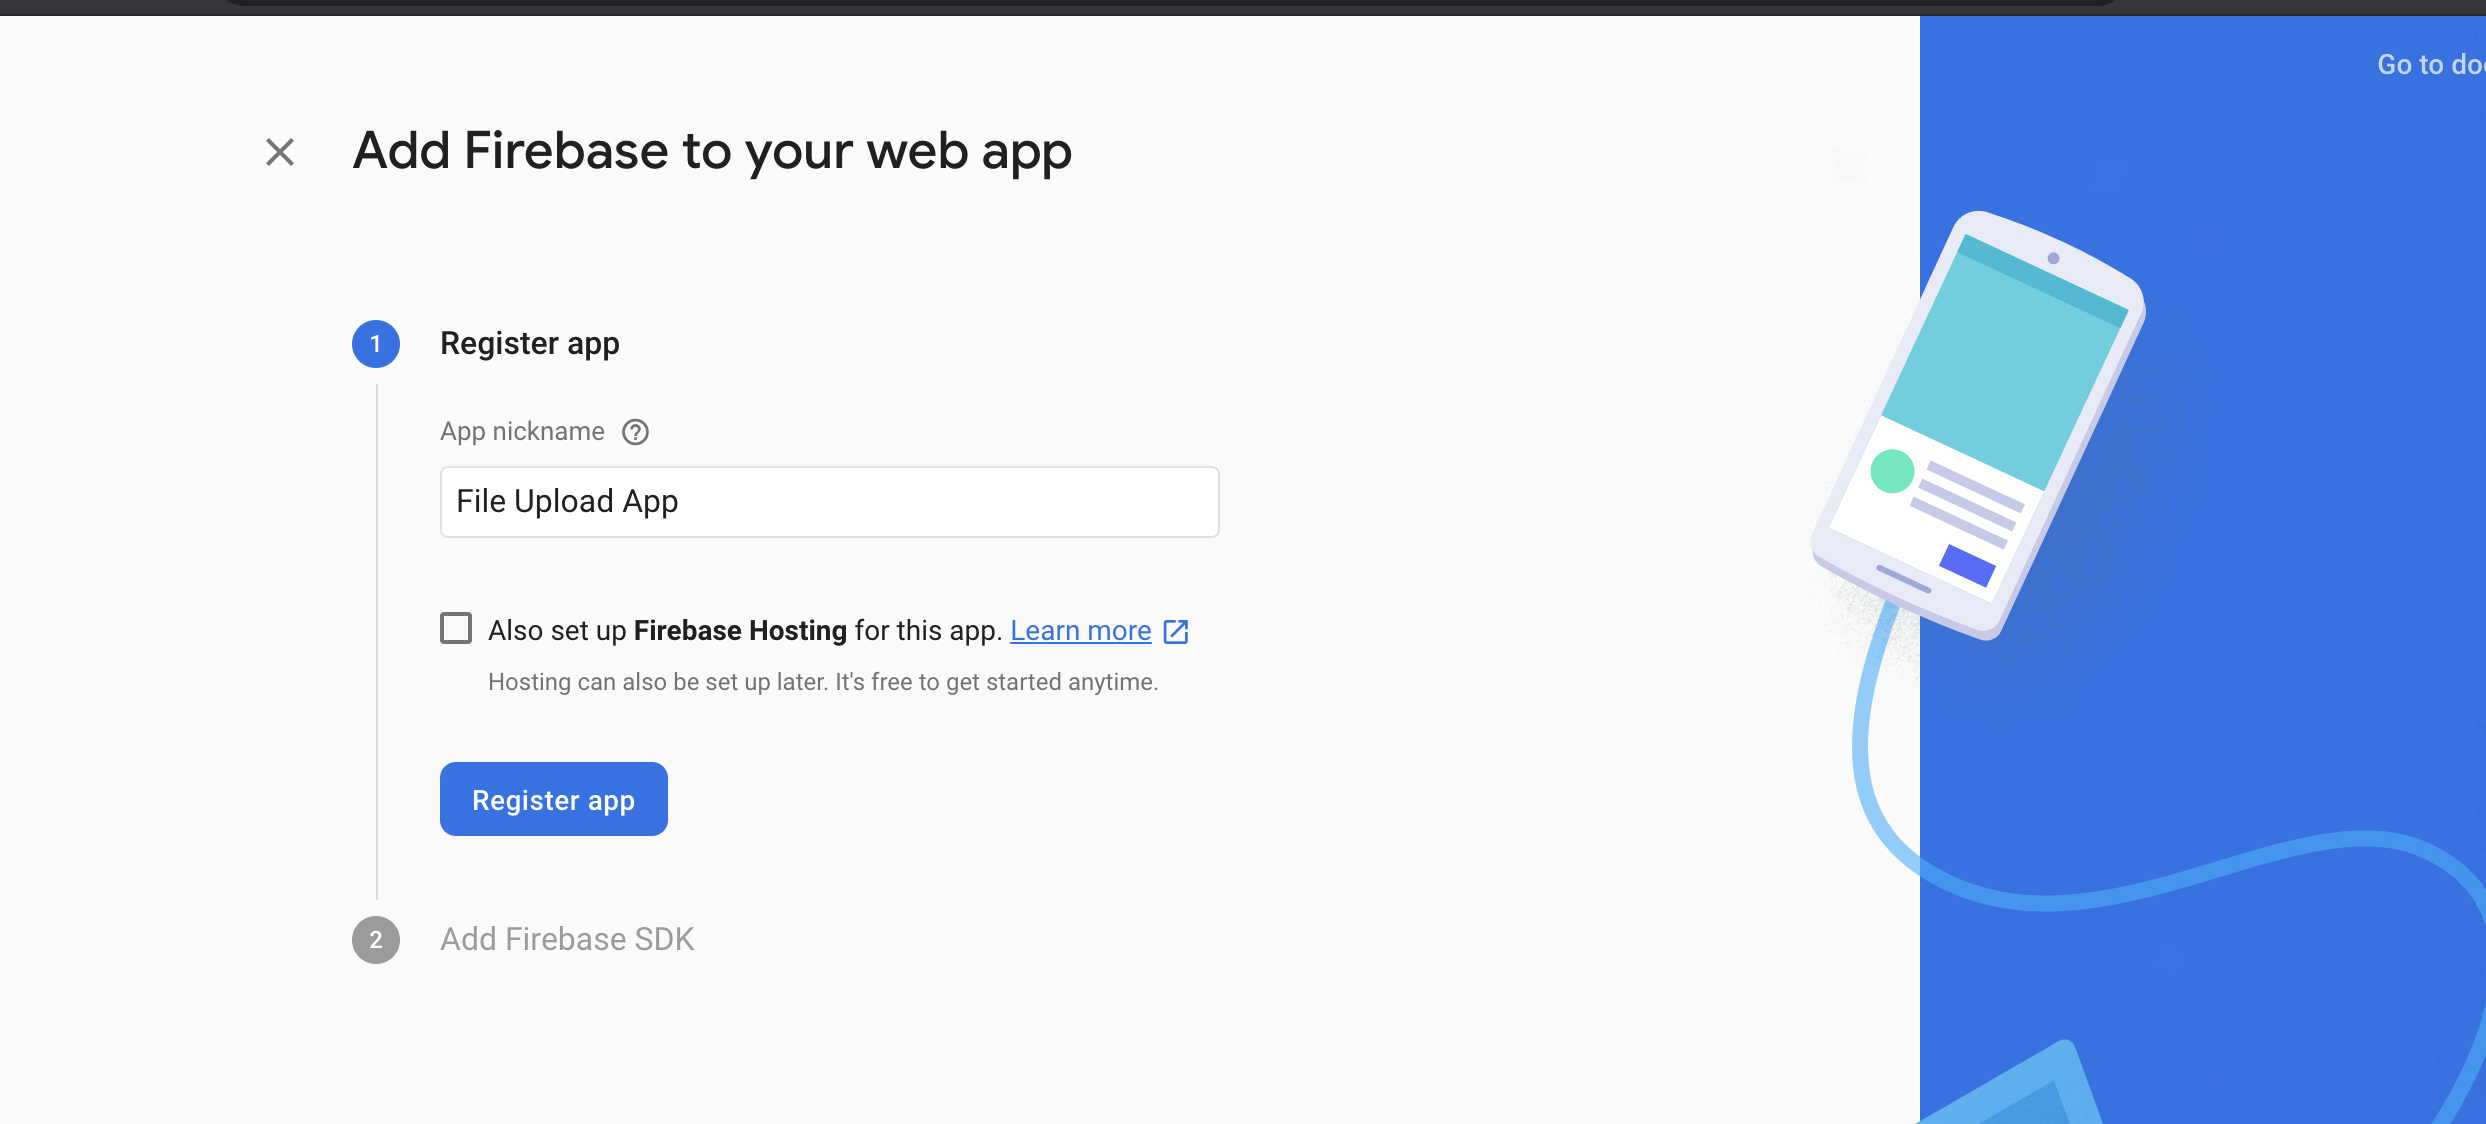 Go to
Add Firebase to your web app
1 Register app
App nickname
File Upload App
Also set up Firebase Hosting for this app. Learn more
Hosting can also be set up later. It's free to get started anytime.
Register app
2 Add Firebase SDK